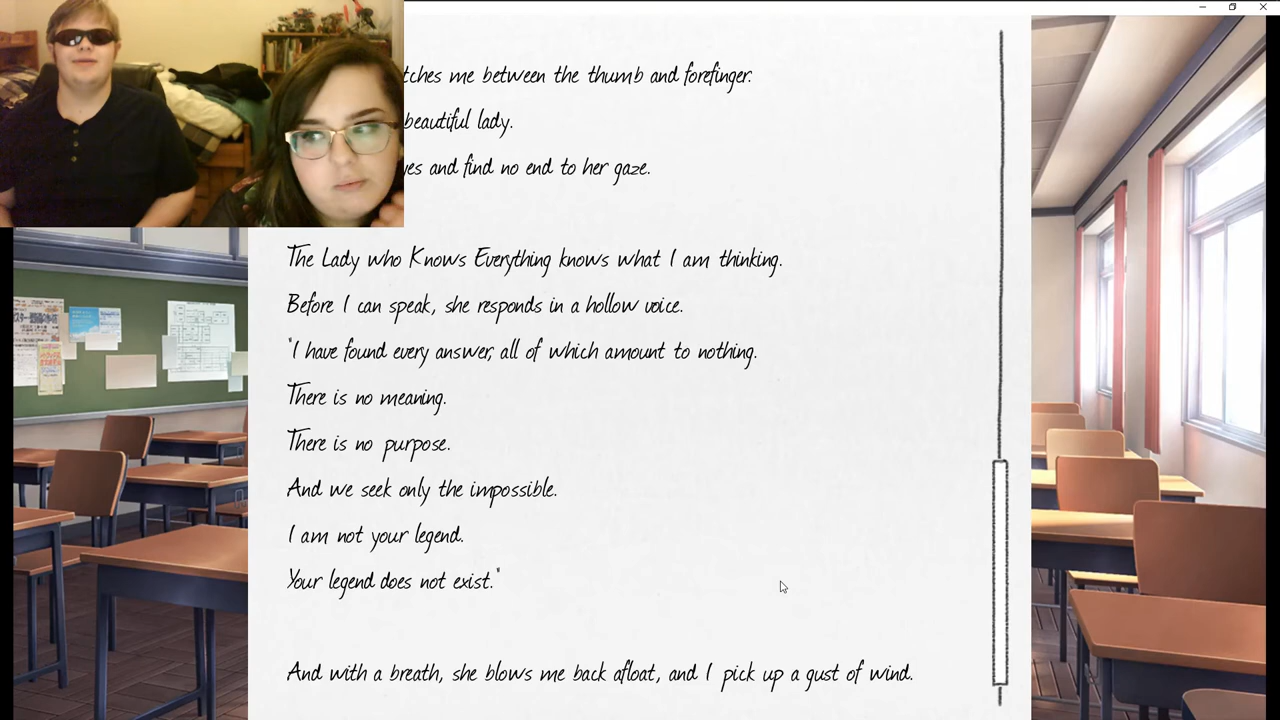 me between the thumb and forefinger.
beautiful lady.
and find no end to her gaze.
The Lady who Knows Everything knows what I am thinking.
Before I can speak, she responds in a hollow voice.
"I have found every answer, all of which amount to nothing.
There is no meaning.
There is no purpose.
And we seek only the impossible.
I am not your legend.
Your legend does not exist."
And with a breath, she blows me back afloat, and I pick up a gust of wind.